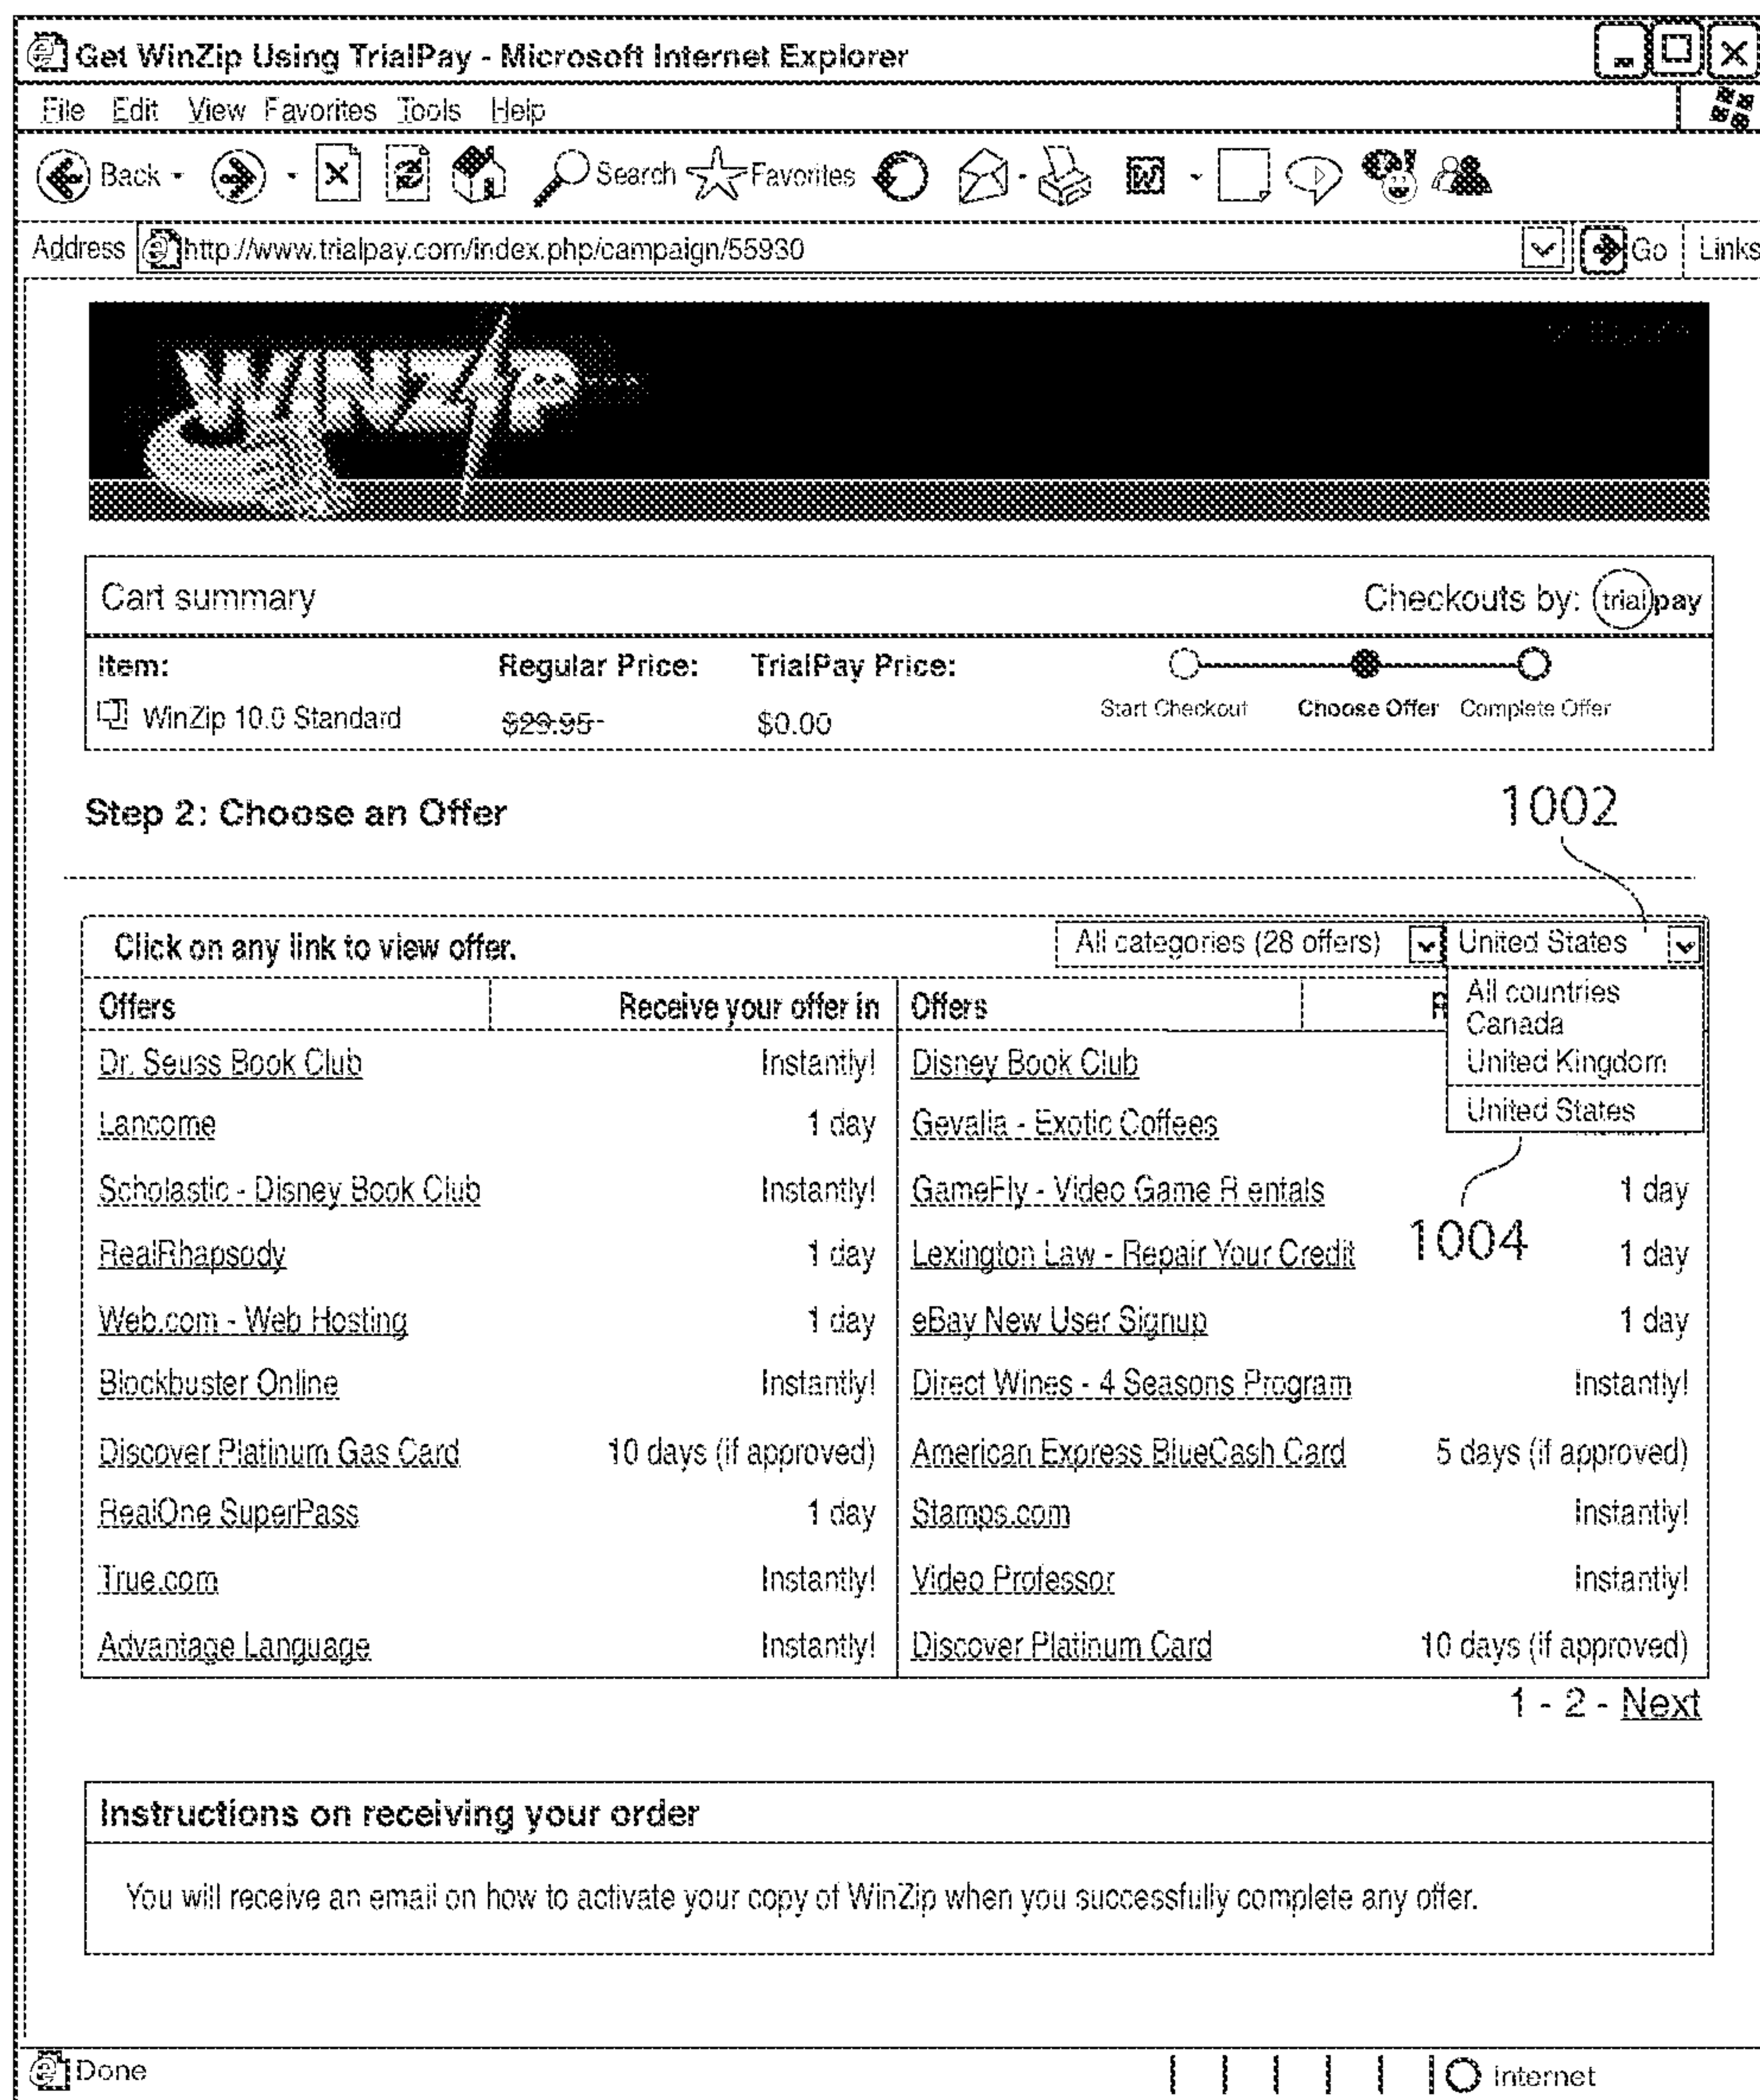 Get WinZip Using TrialPay - Microsoft Internet Explorer
File Edit View Favorites Tools Help
Back Search Favorites
Address http://www.trialpay.com/index.php/campaign/55930 Go Links
WINZIP
Cart summary Checkouts by: trialpay
Item: Regular Price: TrialPay Price:
WinZip 10.0 Standard $29.95 $0.00 Start Checkout Choose Offer Complete Offer
Step 2: Choose an Offer 1002
Click on any link to view offer. All categories (28 offers) United States
Offers Receive your offer in Offers R
All countries
Canada
United Kingdom
United States
1004
Dr. Seuss Book Club Instantly! Disney Book Club
Lancome 1 day Gevalia - Exotic Coffees
Scholastic - Disney Book Club Instantly! GameFly - Video Game R entals 1 day
RealRhapsody 1 day Lexington Law - Repair Your Credit 1 day
Web.com - Web Hosting 1 day eBay New User Signup 1 day
Blockbuster Online Instantly! Direct Wines - 4 Seasons Program Instantly!
Discover Platinum Gas Card 10 days (if approved) American Express BlueCash Card 5 days (if approved)
RealOne SuperPass 1 day Stamps.com Instantly!
True.com Instantly! Video Professor Instantly!
Advantage Language Instantly! Discover Platinum Card 10 days (if approved)
1 - 2 - Next
Instructions on receiving your order
You will receive an email on how to activate your copy of WinZip when you successfully complete any offer.
Done Internet